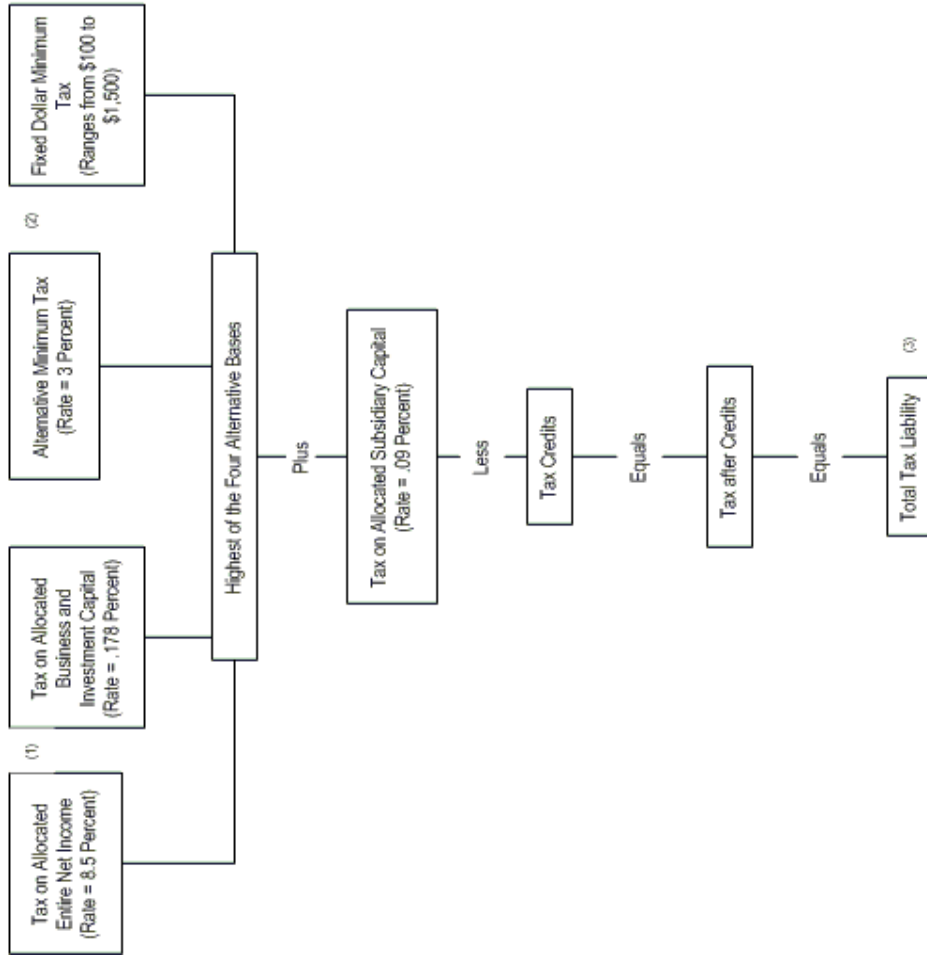 Tax on Allocated
Entire Net Income
(Rate = 8.5 Percent)
(1)
Tax on Allocated
Business and
Investment Capital
(Rate = .178 Percent)
Alternative Minimum Tax
(Rate = 3 Percent)
(2)
Fixed Dollar Minimum
Tax
(Ranges from $100 to
$1,500)
Highest of the Four Alternative Bases
Plus
Tax on Allocated Subsidiary Capital
(Rate = .09 Percent)
Less
Tax Credits
Equals
Tax after Credits
Equals
Total Tax Liability
(3)